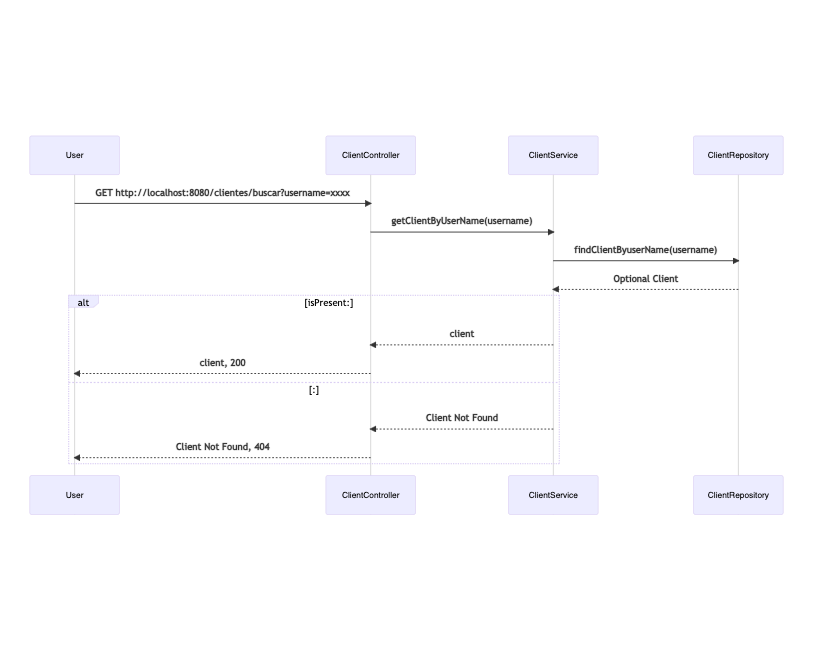 User
ClientController
ClientService
ClientRepository
GET http://localhost:8080/clientes/buscar?username=xxxx
getClientByUserName(username)
findClientByuserName(username)
Optional Client
alt
[isPresent:]
client
client, 200
[:]
Client Not Found
Client Not Found, 404
User
ClientController
ClientService
ClientRepository